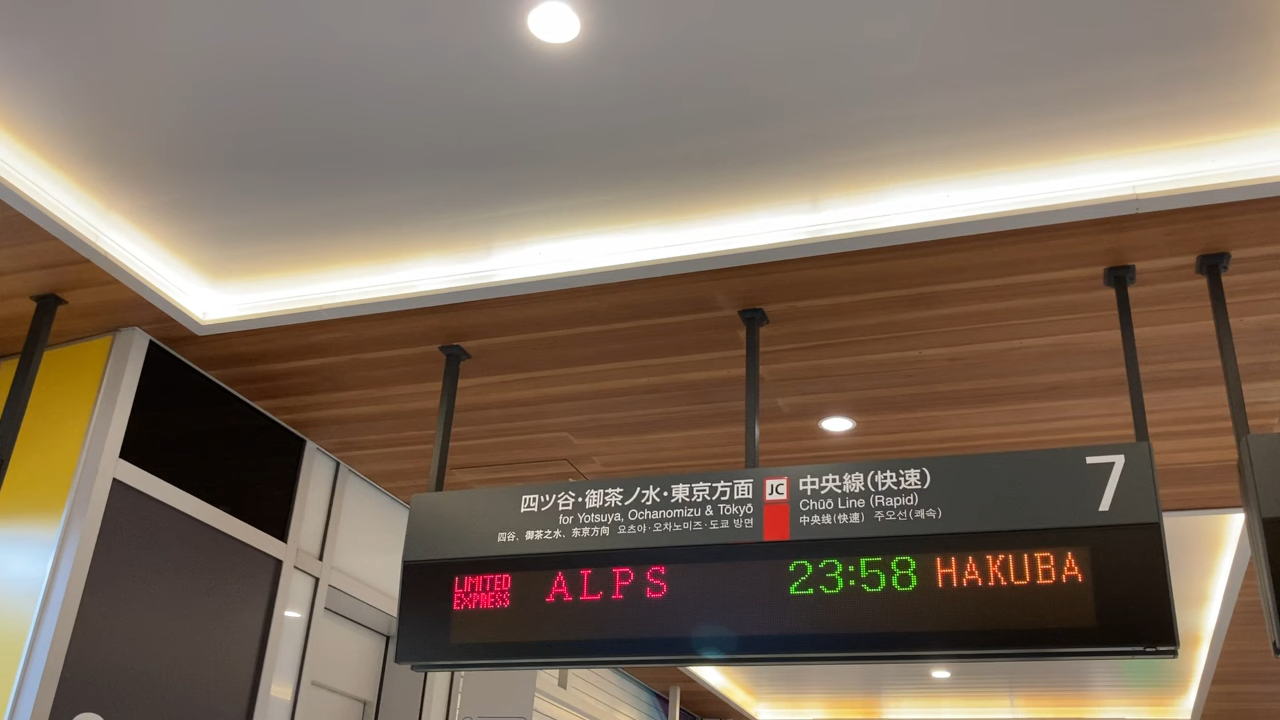 四ツ谷・御茶ノ水・東京方面
for Yotsuya, Ochanomizu & Tōkyō
四谷、御茶之水、东京方向 요츠야·오차노미즈·도쿄 방면
JC
中央線(快速)
Chūō Line (Rapid)
中央线(快速) 주오선(쾌속)
7
LIMITED EXPRESS ALPS 23:58 HAKUBA